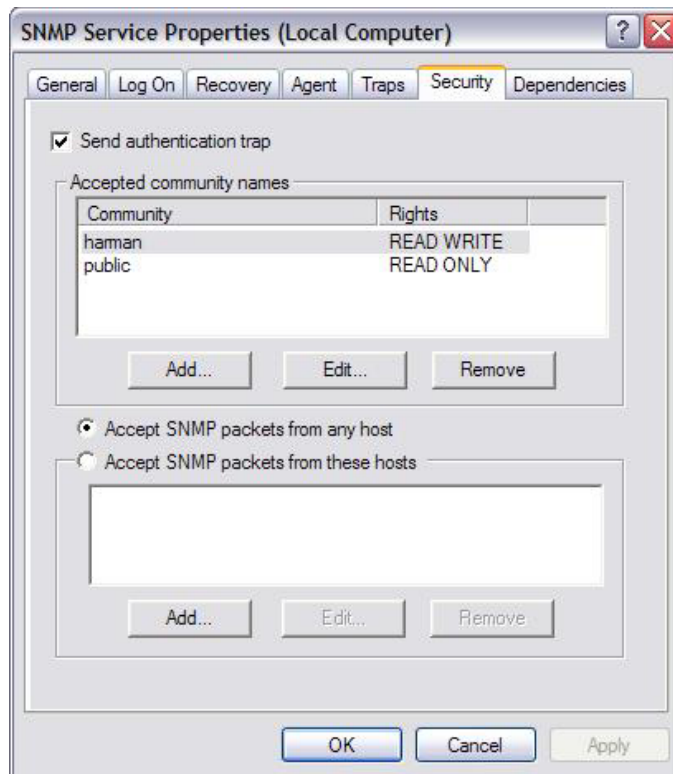 SNMP Service Properties (Local Computer)
General Log On Recovery Agent Traps Security Dependencies
Send authentication trap
Accepted community names
Community Rights
harman READ WRITE
public READ ONLY
Add... Edit... Remove
Accept SNMP packets from any host
Accept SNMP packets from these hosts
Add... Edit... Remove
OK Cancel Apply